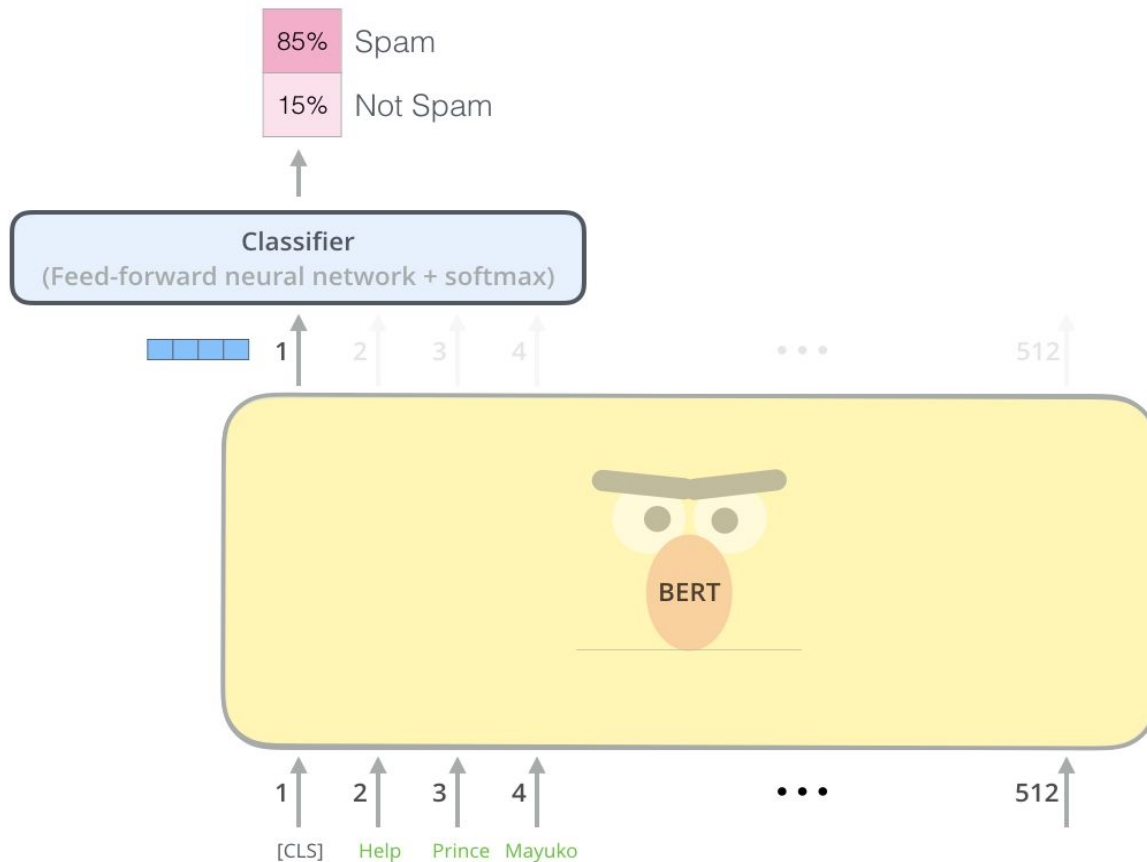 85% Spam
15% Not Spam
Classifier
(Feed-forward neural network + softmax)
1 2 3 4 ••• 512
BERT
1 2 3 4 ••• 512
[CLS] Help Prince Mayuko